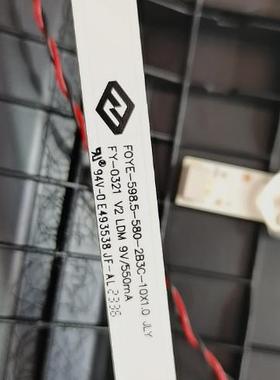 FOYE-598.5-580-2B3C-10X1.0 JLY
FY-0321 V2 LDM 9V/550mA
94V-0 E493538 JF-AL 2336